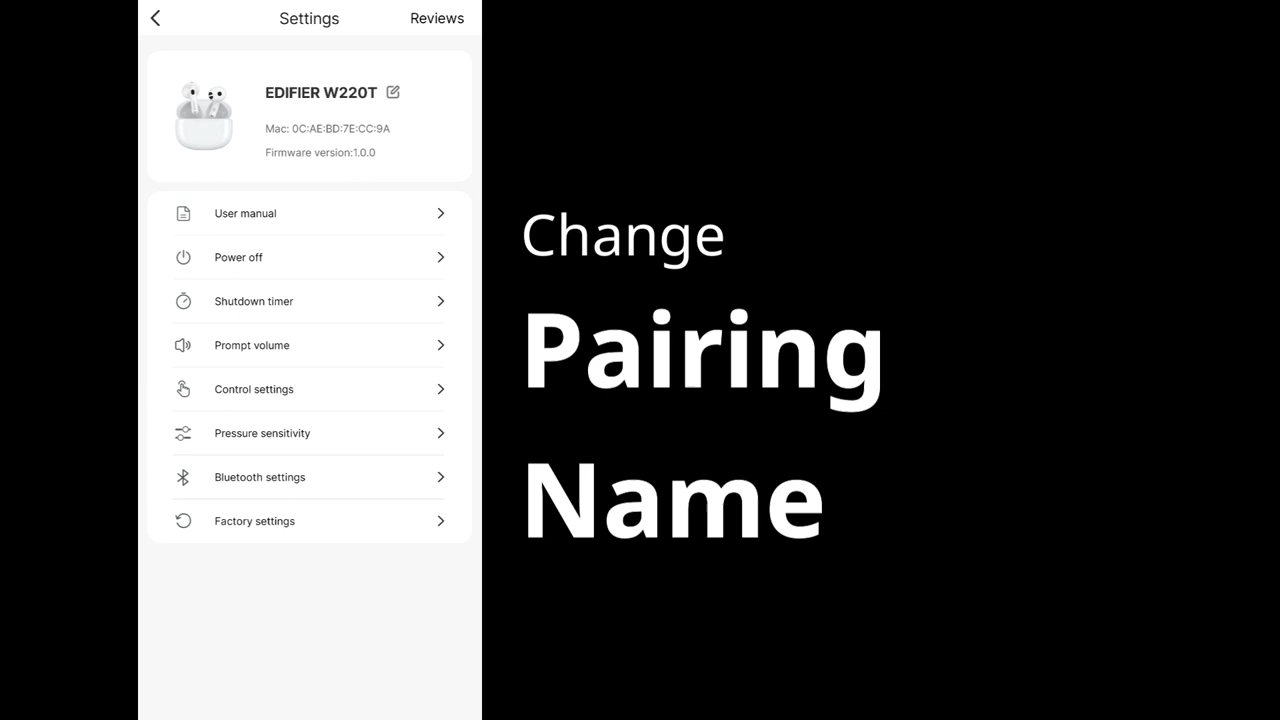 Settings
Reviews
EDIFIER W220T
Mac: 0C:AE:BD:7E:CC:9A
Firmware version:1.0.0
User manual
Power off
Shutdown timer
Prompt volume
Control settings
Pressure sensitivity
Bluetooth settings
Factory settings
Change
Pairing
Name